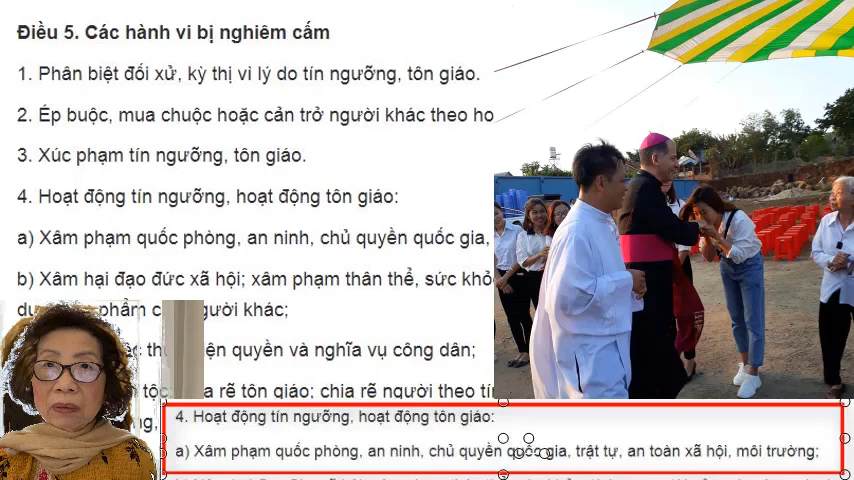 Điều 5. Các hành vi bị nghiêm cấm
1. Phân biệt đối xử, kỳ thị vì lý do tín ngưỡng, tôn giáo.
2. Ép buộc, mua chuộc hoặc cản trở người khác theo ho
3. Xúc phạm tín ngưỡng, tôn giáo.
4. Hoạt động tín ngưỡng, hoạt động tôn giáo:
a) Xâm phạm quốc phòng, an ninh, chủ quyền quốc gia,
b) Xâm hại đạo đức xã hội; xâm phạm thân thể, sức khỏ
phẩm người khác;
quyền và nghĩa vụ công dân;
tộc; rẽ tôn giáo; chia rẽ người theo tín
4. Hoạt động tín ngưỡng, hoạt động tôn giáo:
a) Xâm phạm quốc phòng, an ninh, chủ quyền quốc gia, trật tự, an toàn xã hội, môi trường;